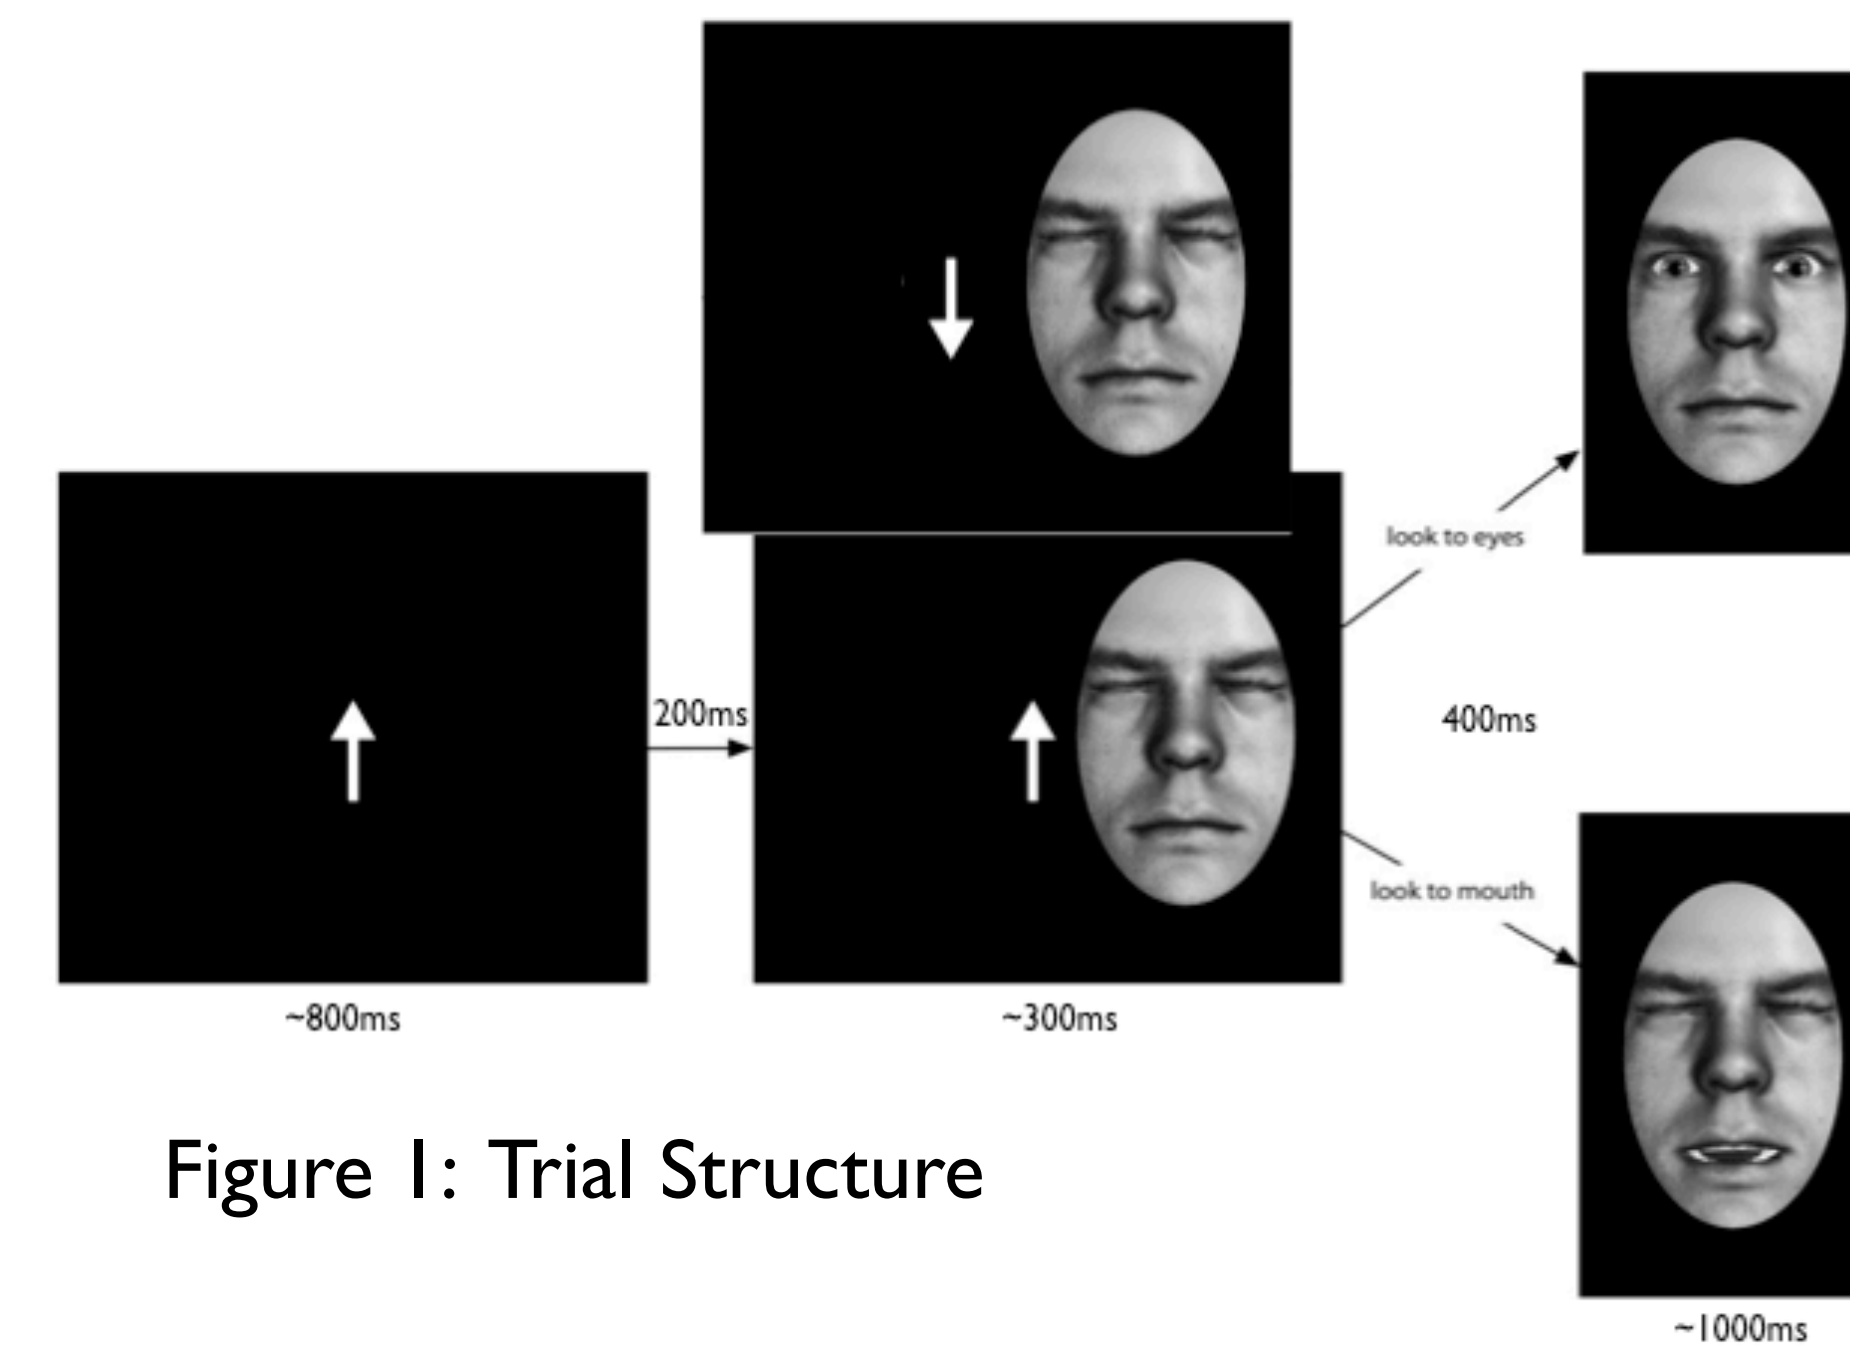 look to eyes
200ms
400ms
look to mouth
~800ms
~300ms
Figure 1: Trial Structure
~1000ms